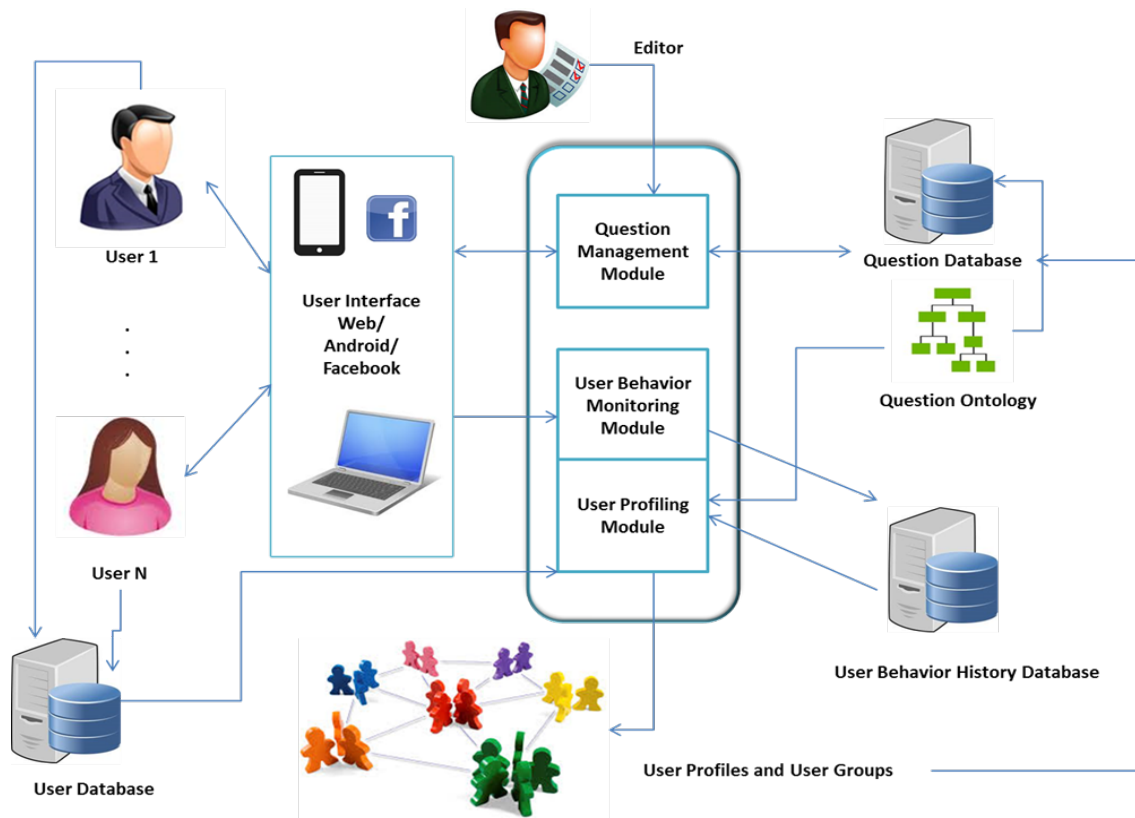 Editor
User 1
f
Question
Management
Module
Question Database
User Interface
Web/
Android/
Facebook
User Behavior
Monitoring
Module
Question Ontology
User Profiling
Module
User N
User Behavior History Database
User Profiles and User Groups
User Database